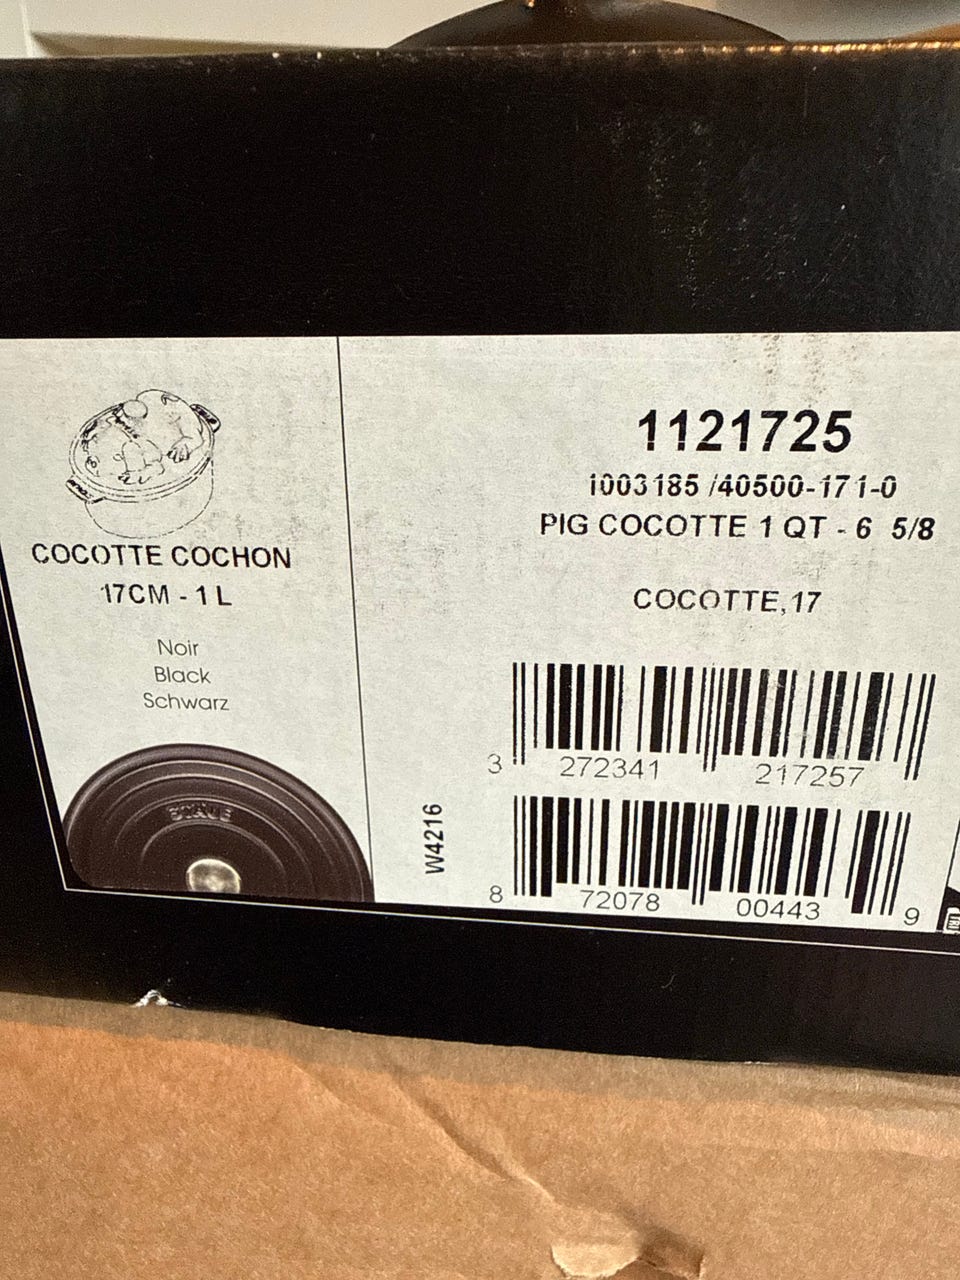 COCOTTE COCHON
17CM - 1 L
Noir
Black
Schwarz
STAUB
1121725
1003185 /40500-171-0
PIG COCOTTE 1 QT - 6 5/8
COCOTTE,17
3 272341 217257
W4216
8 72078 00443 9